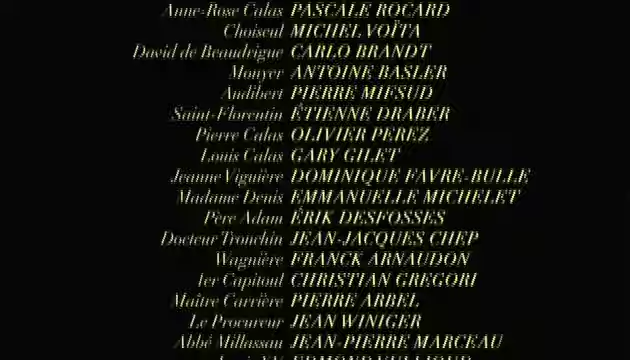 Anne-Rose Calas PASCALE ROCARD
Choiseul MICHEL VOÏTA
David de Beaudrigue CARLO BRANDT
Mouyer ANTOINE BASLER
Audibert PIERRE MIFSUD
Saint-Florentin ÉTIENNE DRABER
Pierre Calas OLIVIER PEREZ
Louis Calas GARY GILET
Jeanne Viguière DOMINIQUE FAVRE-BULLE
Madame Denis EMMANUELLE MICHELET
Père Adam ÉRIK DESFOSSES
Docteur Tronchin JEAN-JACQUES CHEP
Wagnière FRANCK ARNAUDON
1er Capitoul CHRISTIAN GREGORI
Maître Carrière PIERRE ARBEL
Le Procureur JEAN WINIGER
Abbé Millassau JEAN-PIERRE MARCEAU